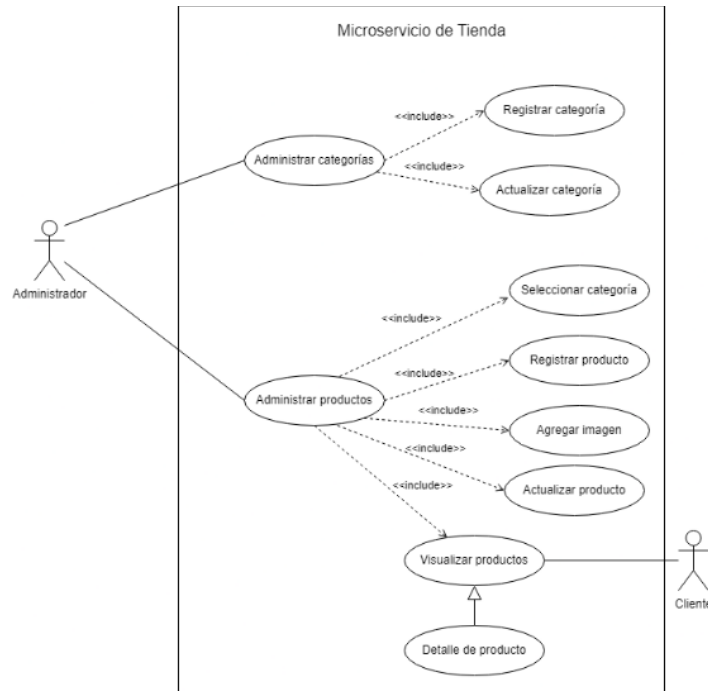 Microservicio de Tienda
Registrar categoría
<<include>>
Administrar categorías
<<include>>
Actualizar categoría
Administrador
Seleccionar categoría
<<include>>
Registrar producto
<<include>>
Administrar productos
<<include>>
Agregar imagen
<<include>>
Actualizar producto
<<include>>
Visualizar productos
Cliente
Detalle de producto